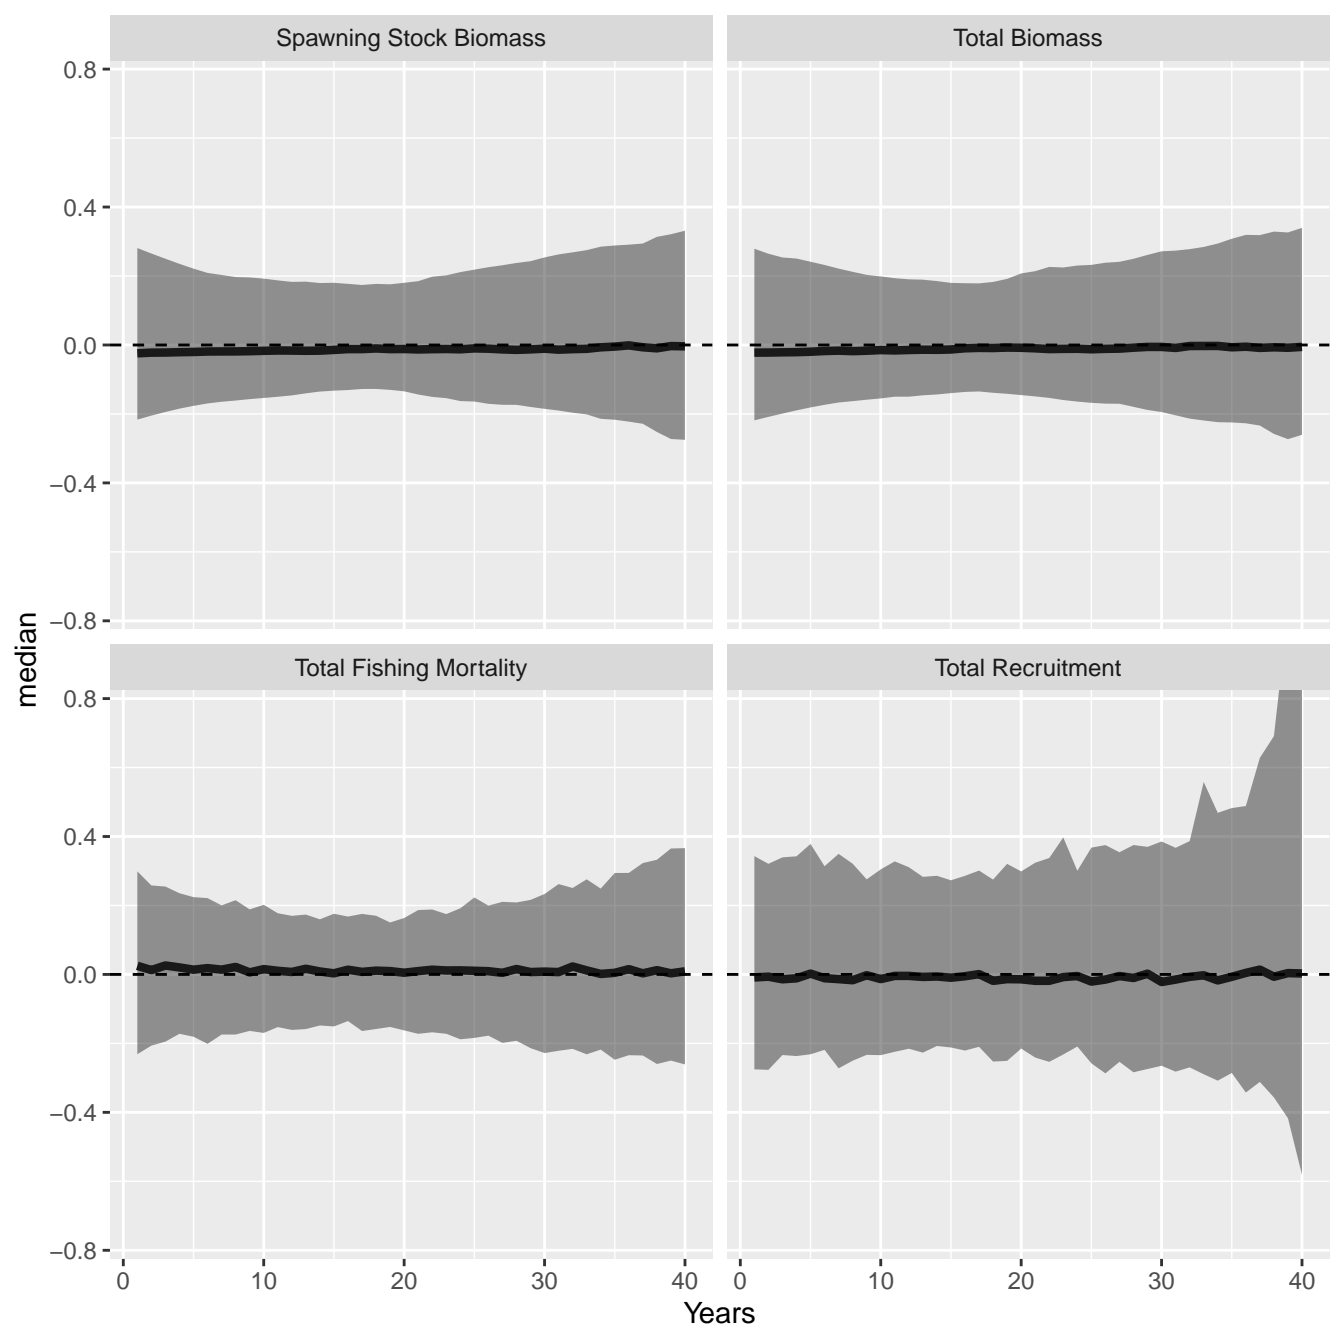 Spawning Stock Biomass
Total Biomass
0.8
0.4
0.0
−0.4
−0.8
Total Fishing Mortality
Total Recruitment
0.8
0.4
0.0
−0.4
−0.8
median
0 10 20 30 40
0 10 20 30 40
Years